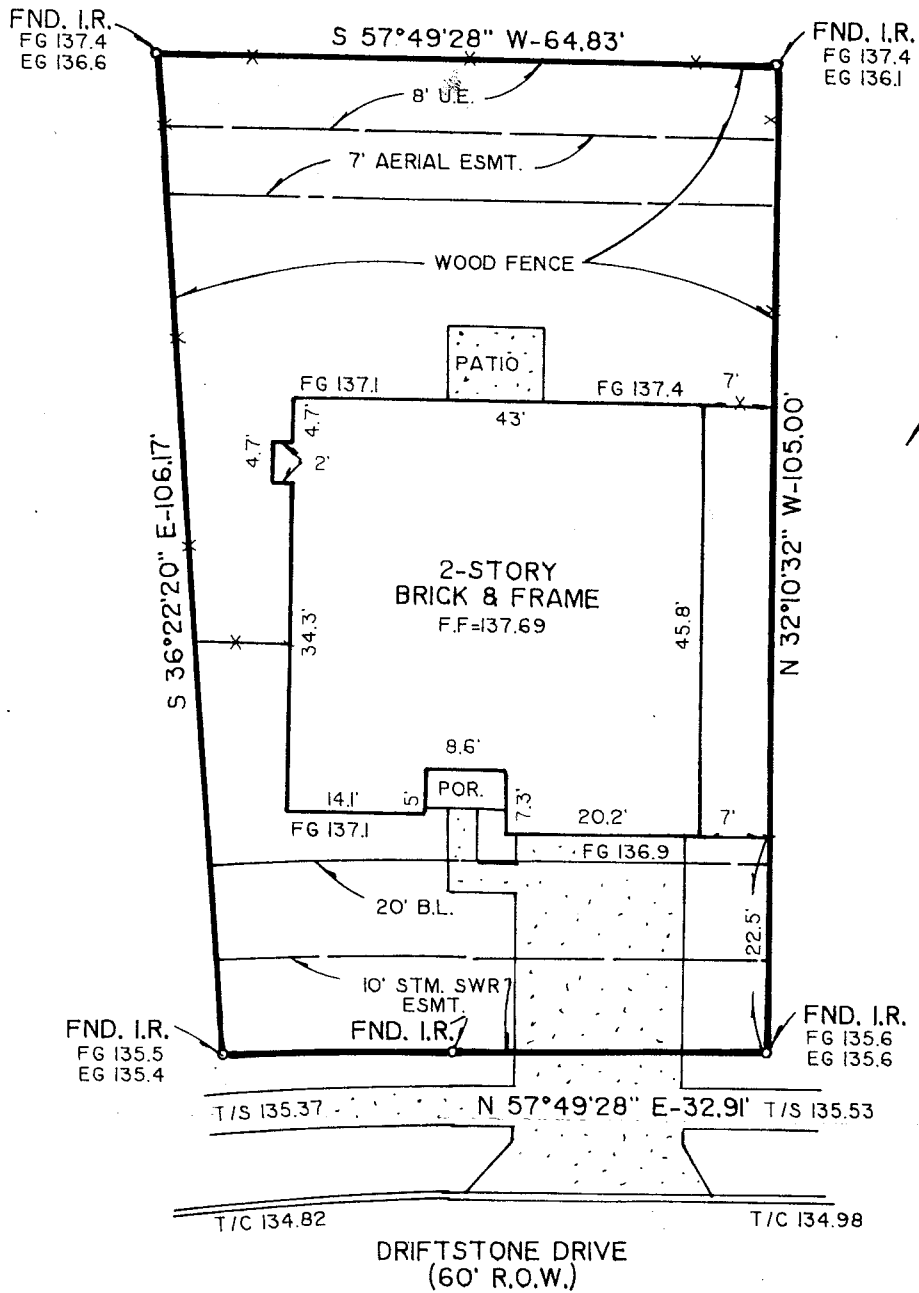 FND. I.R.
FG 137.4
EG 136.6
S 57°49'28" W-64.83'
FND. I.R.
FG 137.4
EG 136.1
8' U.E.
7' AERIAL ESMT.
WOOD FENCE
PATIO
FG 137.1
FG 137.4
7'
43'
4.7'
4.7'
2'
S 36°22'20" E-106.17'
N 32°10'32" W-105.00'
2-STORY
BRICK & FRAME
F.F=137.69
34.3'
45.8'
8.6'
POR.
14.1'
5'
7.3'
20.2'
7'
FG 137.1
FG 136.9
20' B.L.
22.5'
10' STM. SWR
ESMT.
FND. I.R.
FG 135.5
EG 135.4
FND. I.R.
FND. I.R.
FG 135.6
EG 135.6
T/S 135.37
N 57°49'28" E-32.91'
T/S 135.53
T/C 134.82
T/C 134.98
DRIFTSTONE DRIVE
(60' R.O.W.)